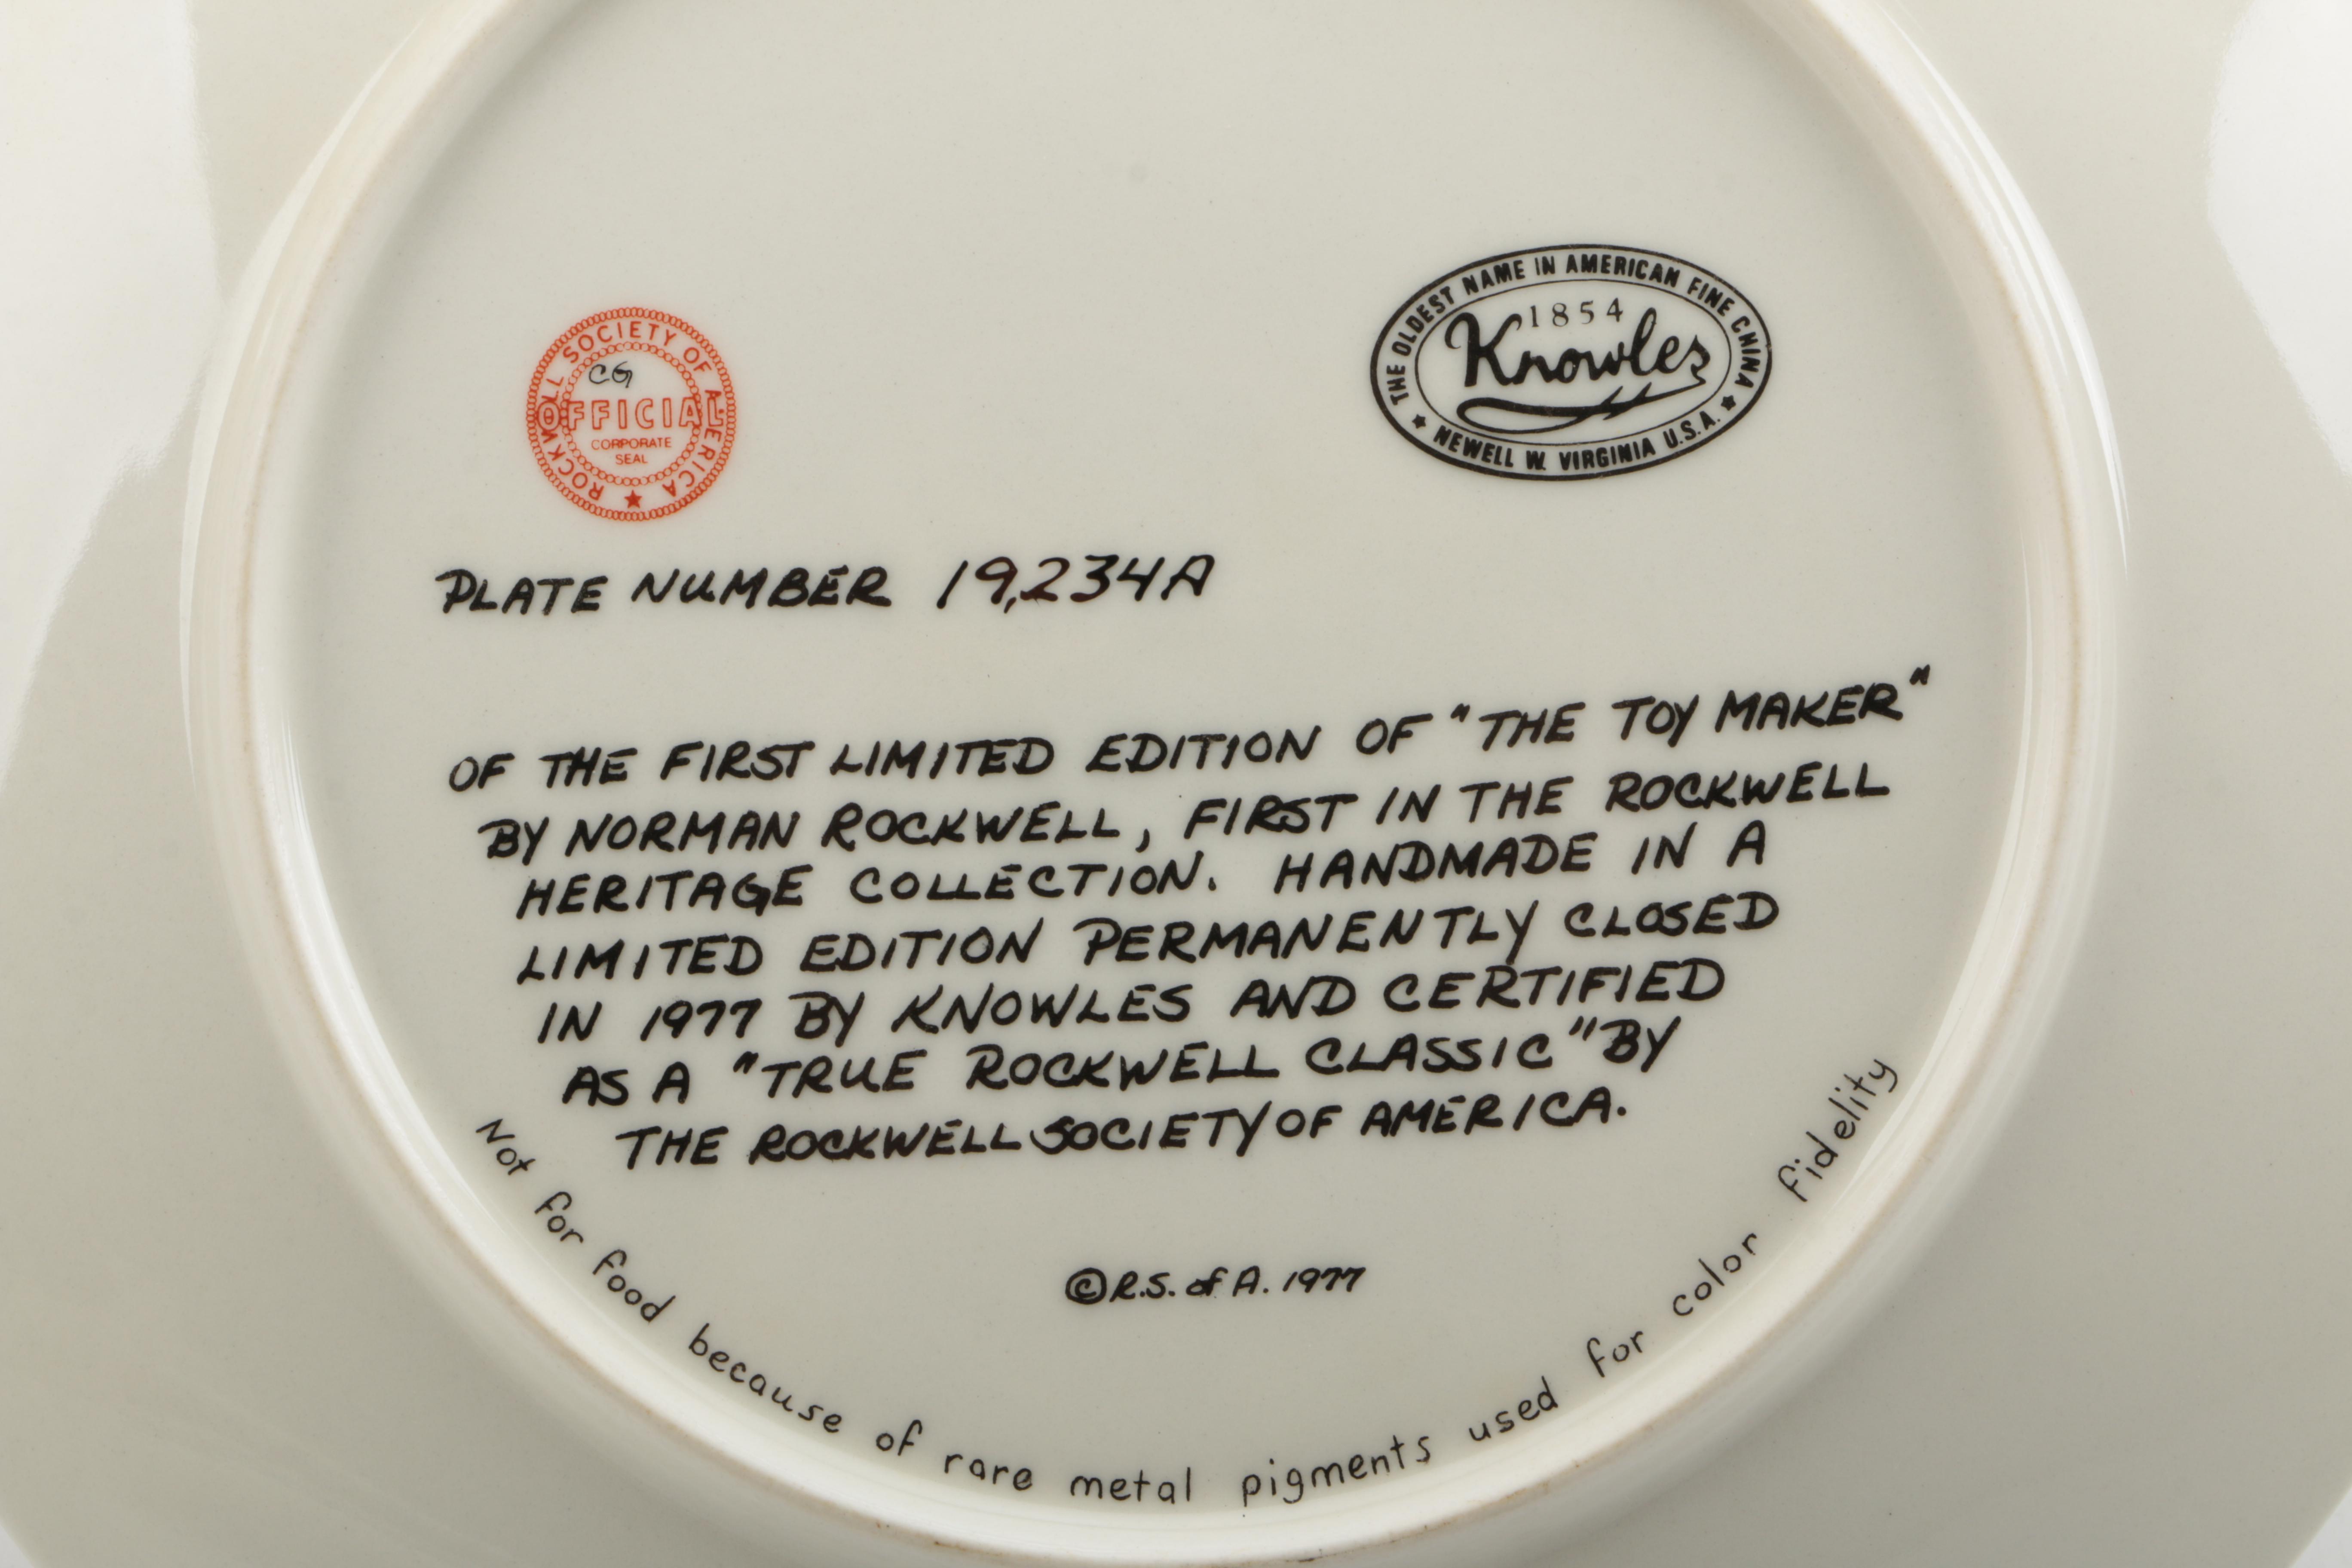 ROCKWELL SOCIETY OF AMERICA
CG
OFFICIAL
CORPORATE
SEAL
THE OLDEST NAME IN AMERICAN FINE CHINA
1854
Knowles
NEWELL W. VIRGINIA U.S.A.
PLATE NUMBER 19,234A
OF THE FIRST LIMITED EDITION OF "THE TOY MAKER"
BY NORMAN ROCKWELL, FIRST IN THE ROCKWELL
HERITAGE COLLECTION. HANDMADE IN A
LIMITED EDITION PERMANENTLY CLOSED
IN 1977 BY KNOWLES AND CERTIFIED
AS A "TRUE ROCKWELL CLASSIC" BY
THE ROCKWELL SOCIETY OF AMERICA.
© R.S. of A. 1977
Not for food because of rare metal pigments used for color fidelity